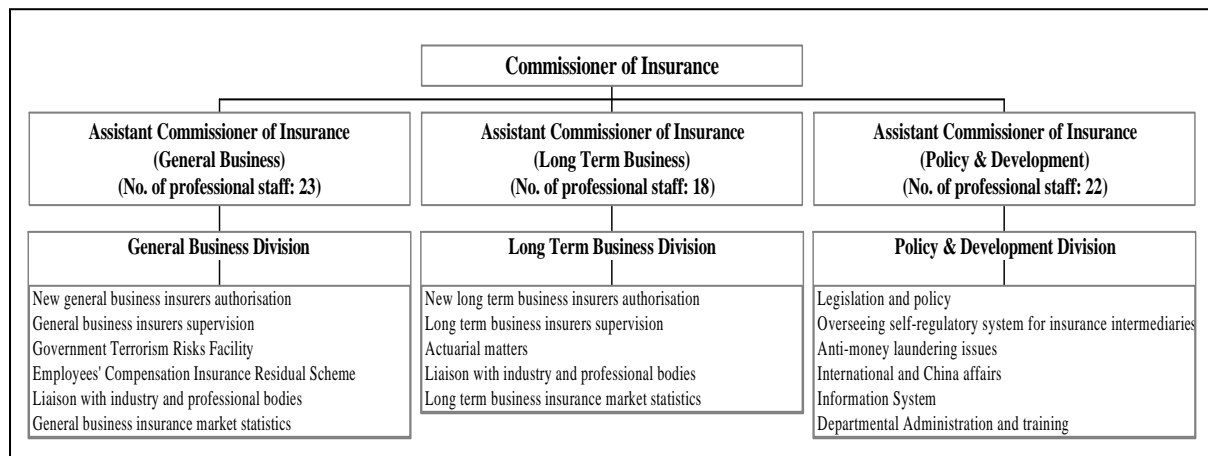 Commissioner of Insurance
Assistant Commissioner of Insurance
(General Business)
(No. of professional staff: 23)
Assistant Commissioner of Insurance
(Long Term Business)
(No. of professional staff: 18)
Assistant Commissioner of Insurance
(Policy & Development)
(No. of professional staff: 22)
General Business Division
New general business insurers authorisation
General business insurers supervision
Government Terrorism Risks Facility
Employees' Compensation Insurance Residual Scheme
Liaison with industry and professional bodies
General business insurance market statistics
Long Term Business Division
New long term business insurers authorisation
Long term business insurers supervision
Actuarial matters
Liaison with industry and professional bodies
Long term business insurance market statistics
Policy & Development Division
Legislation and policy
Overseeing self-regulatory system for insurance intermediaries
Anti-money laundering issues
International and China affairs
Information System
Departmental Administration and training